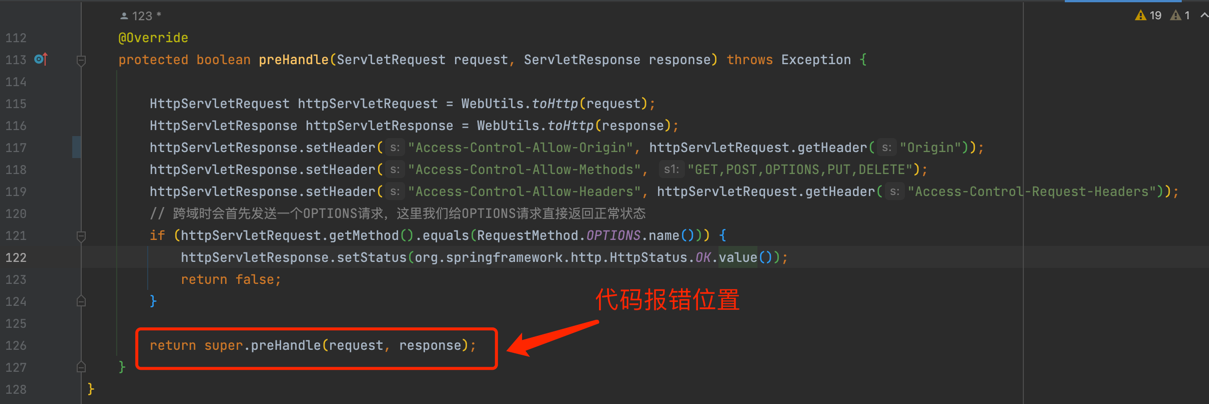 123 *
19 1
112 @Override
113 protected boolean preHandle(ServletRequest request, ServletResponse response) throws Exception {
114
115 HttpServletRequest httpServletRequest = WebUtils.toHttp(request);
116 HttpServletResponse httpServletResponse = WebUtils.toHttp(response);
117 httpServletResponse.setHeader( s: "Access-Control-Allow-Origin", httpServletRequest.getHeader( s: "Origin"));
118 httpServletResponse.setHeader( s: "Access-Control-Allow-Methods", s1: "GET,POST,OPTIONS,PUT,DELETE");
119 httpServletResponse.setHeader( s: "Access-Control-Allow-Headers", httpServletRequest.getHeader( s: "Access-Control-Request-Headers"));
120 // 跨域时会首先发送一个OPTIONS请求，这里我们给OPTIONS请求直接返回正常状态
121 if (httpServletRequest.getMethod().equals(RequestMethod.OPTIONS.name())) {
122 httpServletResponse.setStatus(org.springframework.http.HttpStatus.OK.value());
123 return false;
124 }
代码报错位置
125
126 return super.preHandle(request, response);
127 }
128 }